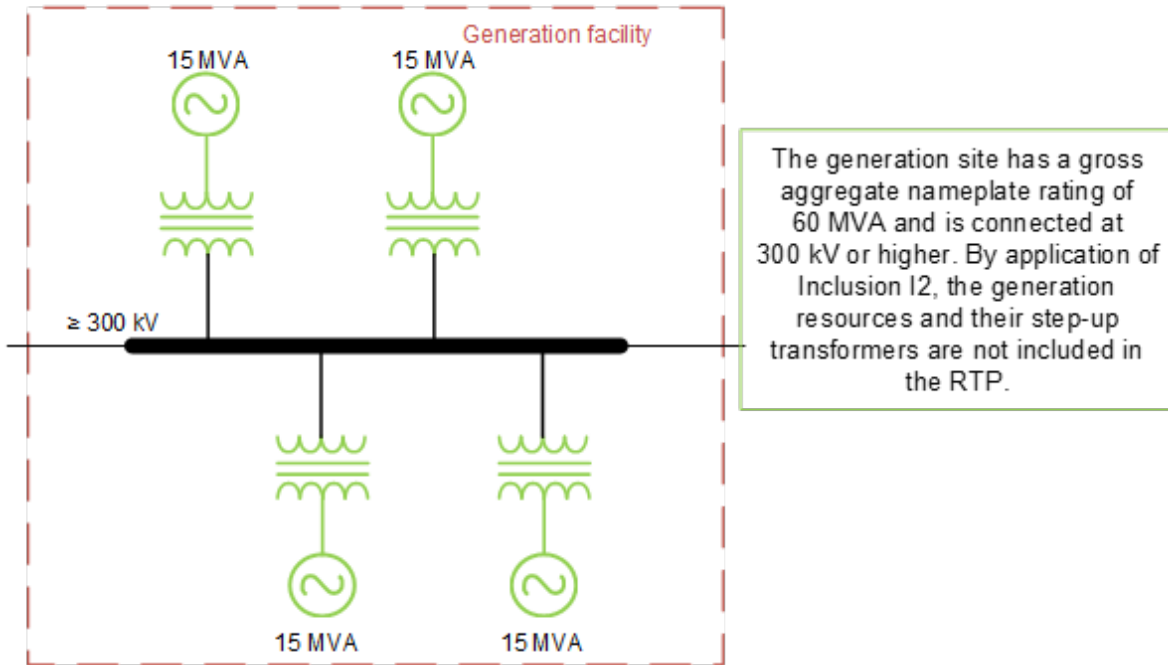 Generation facility
15 MVA
15 MVA
≥ 300 kV
15 MVA
15 MVA
The generation site has a gross
aggregate nameplate rating of
60 MVA and is connected at
300 kV or higher. By application of
Inclusion I2, the generation
resources and their step-up
transformers are not included in
the RTP.